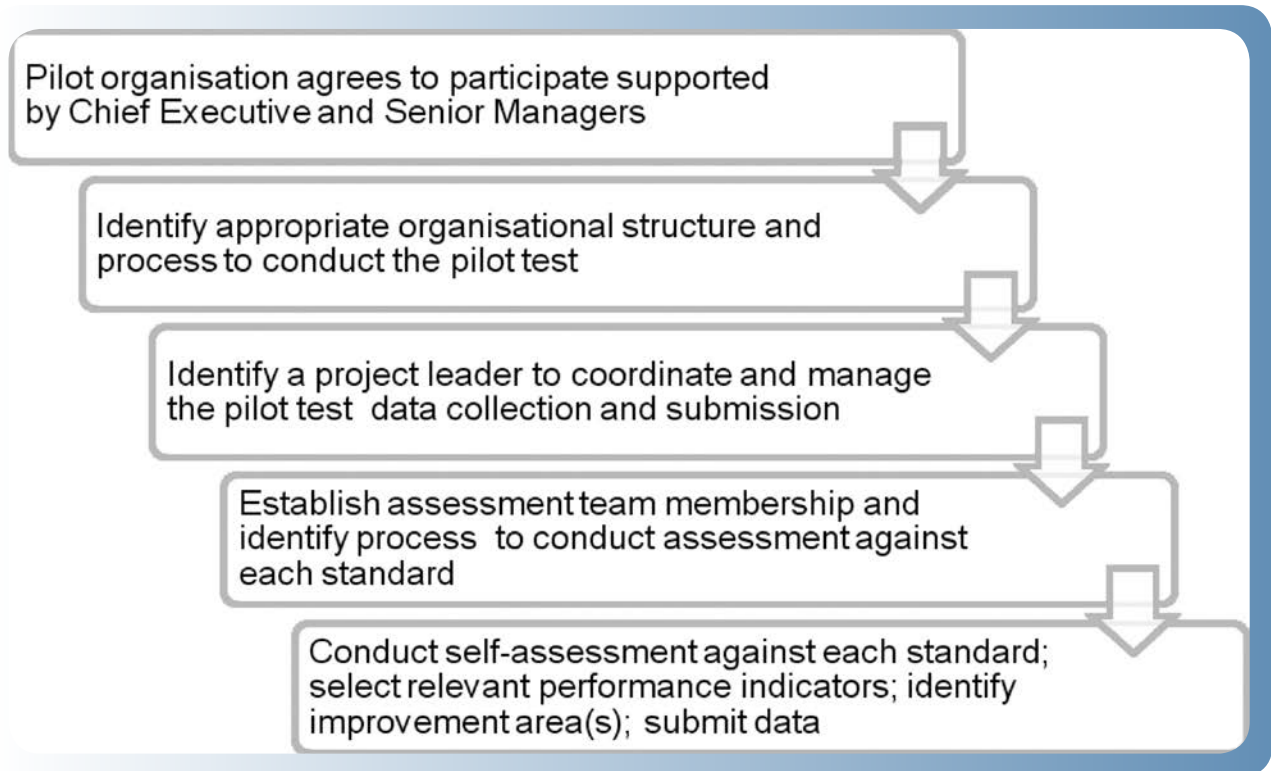 Pilot organisation agrees to participate supported
by Chief Executive and Senior Managers
Identify appropriate organisational structure and
process to conduct the pilot test
Identify a project leader to coordinate and manage
the pilot test data collection and submission
Establish assessment team membership and
identify process to conduct assessment against
each standard
Conduct self-assessment against each standard;
select relevant performance indicators; identify
improvement area(s); submit data